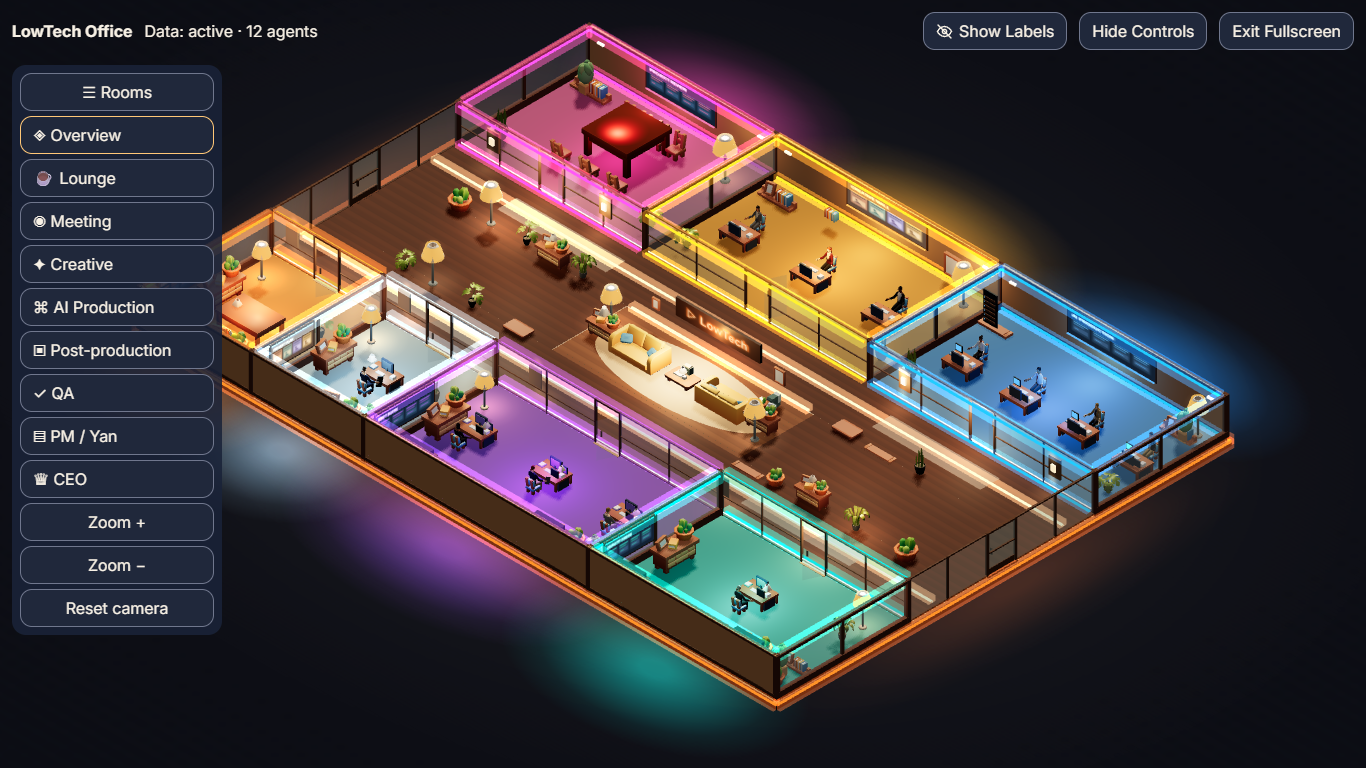 LowTech Office Data: active · 12 agents
Show Labels
Hide Controls
Exit Fullscreen
☰ Rooms
◈ Overview
Lounge
◉ Meeting
✦ Creative
⌘ AI Production
▣ Post-production
✓ QA
▤ PM / Yan
♛ CEO
Zoom +
Zoom −
Reset camera
▷ LowTech